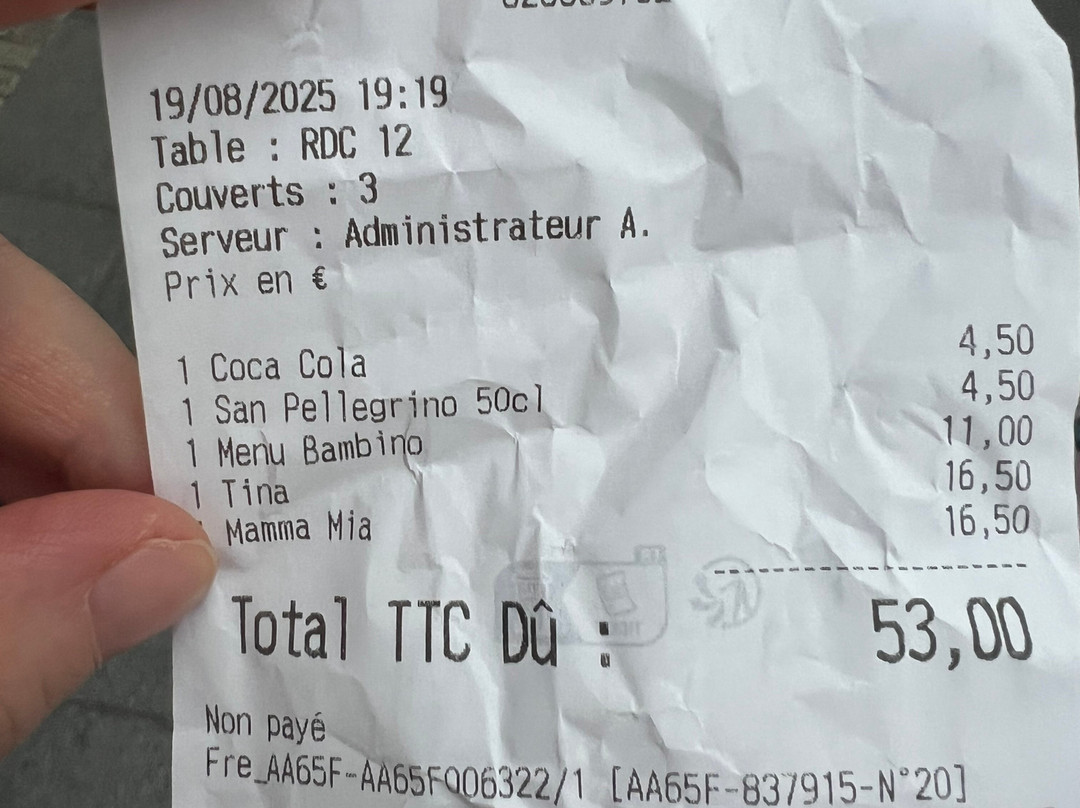 19/08/2025 19:19
Table : RDC 12
Couverts : 3
Serveur : Administrateur A.
Prix en €
1 Coca Cola 4,50
1 San Pellegrino 50cl 4,50
1 Menu Bambino 11,00
1 Tina 16,50
Mamma Mia 16,50
Total TTC Dû : 53,00
Non payé
Fre_AA65F-AA65F006322/1 [AA65F-837915-N°20]